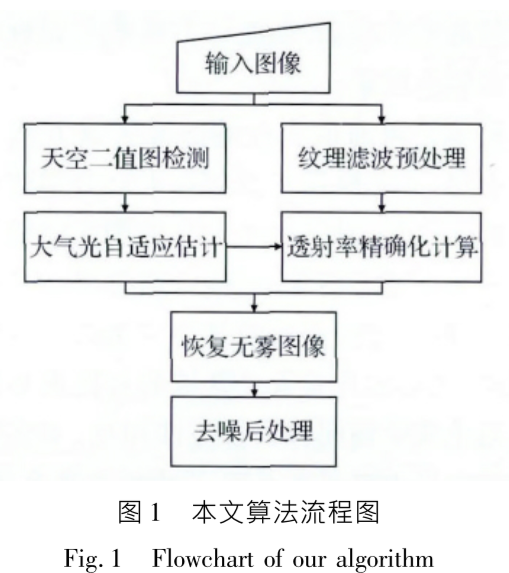 输入图像
天空二值图检测
纹理滤波预处理
大气光自适应估计
透射率精确化计算
恢复无雾图像
去噪后处理
图1 本文算法流程图
Fig. 1 Flowchart of our algorithm